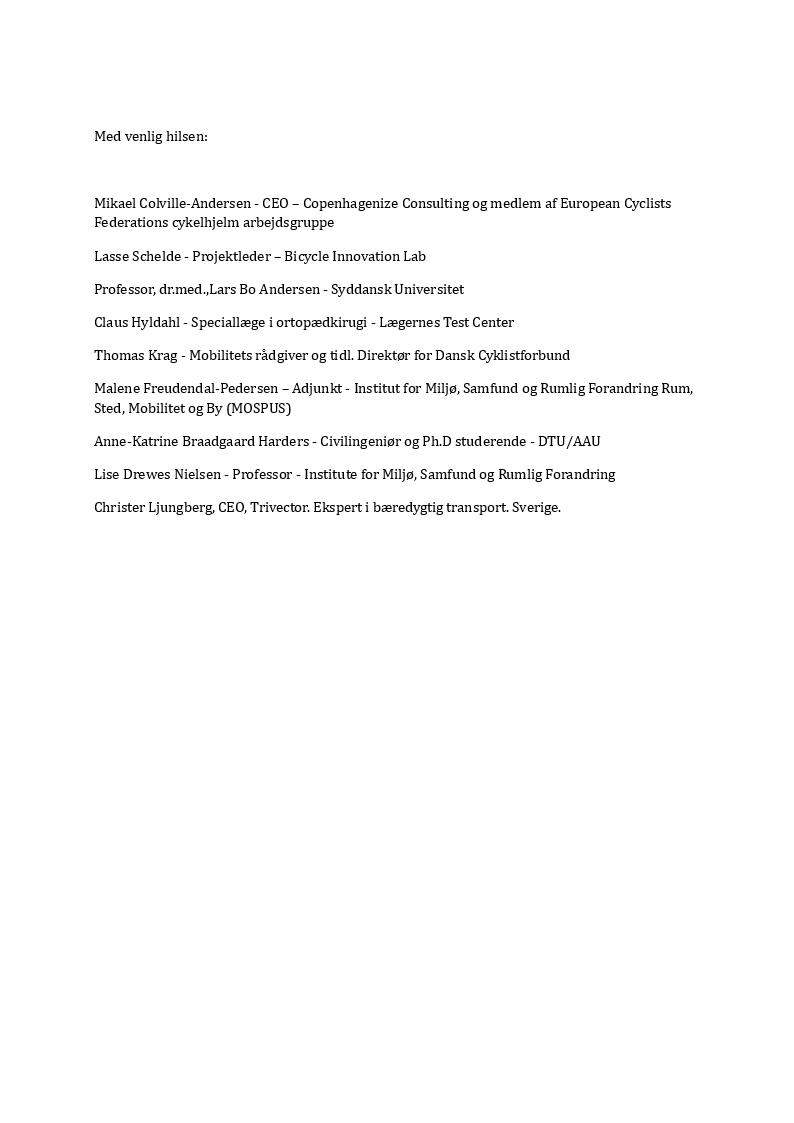 Med venlig hilsen:
Mikael Colville-Andersen - CEO – Copenhagenize Consulting og medlem af European Cyclists
Federations cykelhjelm arbejdsgruppe
Lasse Schelde - Projektleder – Bicycle Innovation Lab
Professor, dr.med.,Lars Bo Andersen - Syddansk Universitet
Claus Hyldahl - Speciallæge i ortopædkirugi - Lægernes Test Center
Thomas Krag - Mobilitets rådgiver og tidl. Direktør for Dansk Cyklistforbund
Malene Freudendal-Pedersen – Adjunkt - Institut for Miljø, Samfund og Rumlig Forandring Rum,
Sted, Mobilitet og By (MOSPUS)
Anne-Katrine Braadgaard Harders - Civilingeniør og Ph.D studerende - DTU/AAU
Lise Drewes Nielsen - Professor - Institute for Miljø, Samfund og Rumlig Forandring
Christer Ljungberg, CEO, Trivector. Ekspert i bæredygtig transport. Sverige.